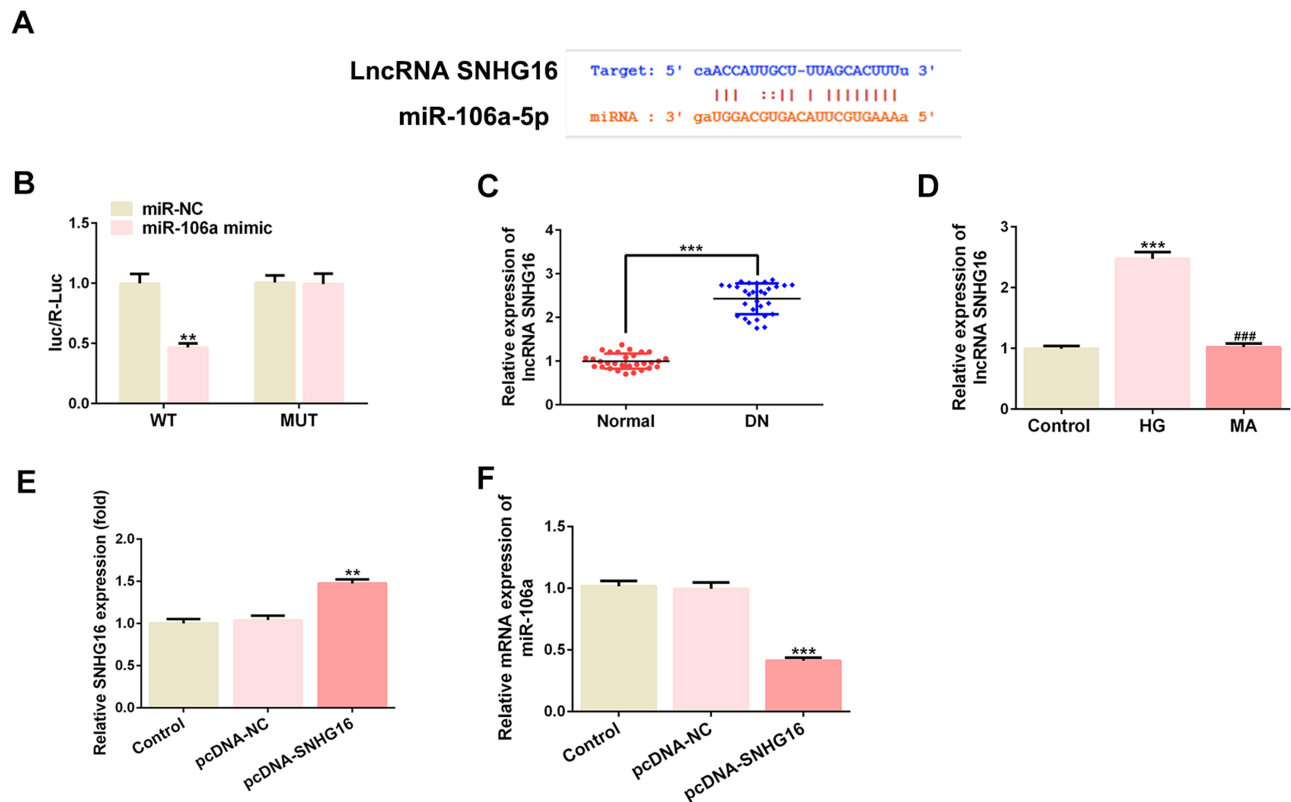 A
LncRNA SNHG16
miR-106a-5p
Target: 5' caACCAUUGCU-UUAGCACUUUu 3'
||| ::|| | ||||||||
miRNA : 3' gaUGGACGUGACAUUCGUGAAAa 5'
B
miR-NC
miR-106a mimic
luc/R-Luc
1.5
1.0
0.5
0.0
**
WT
MUT
C
Relative expression of
lncRNA SNHG16
4
3
2
1
0
***
Normal
DN
D
Relative expression of
lncRNA SNHG16
3
2
1
0
***
###
Control
HG
MA
E
Relative SNHG16 expression (fold)
2.0
1.5
1.0
0.5
0.0
**
Control
pcDNA-NC
pcDNA-SNHG16
F
Relative mRNA expression of
miR-106a
1.5
1.0
0.5
0.0
***
Control
pcDNA-NC
pcDNA-SNHG16